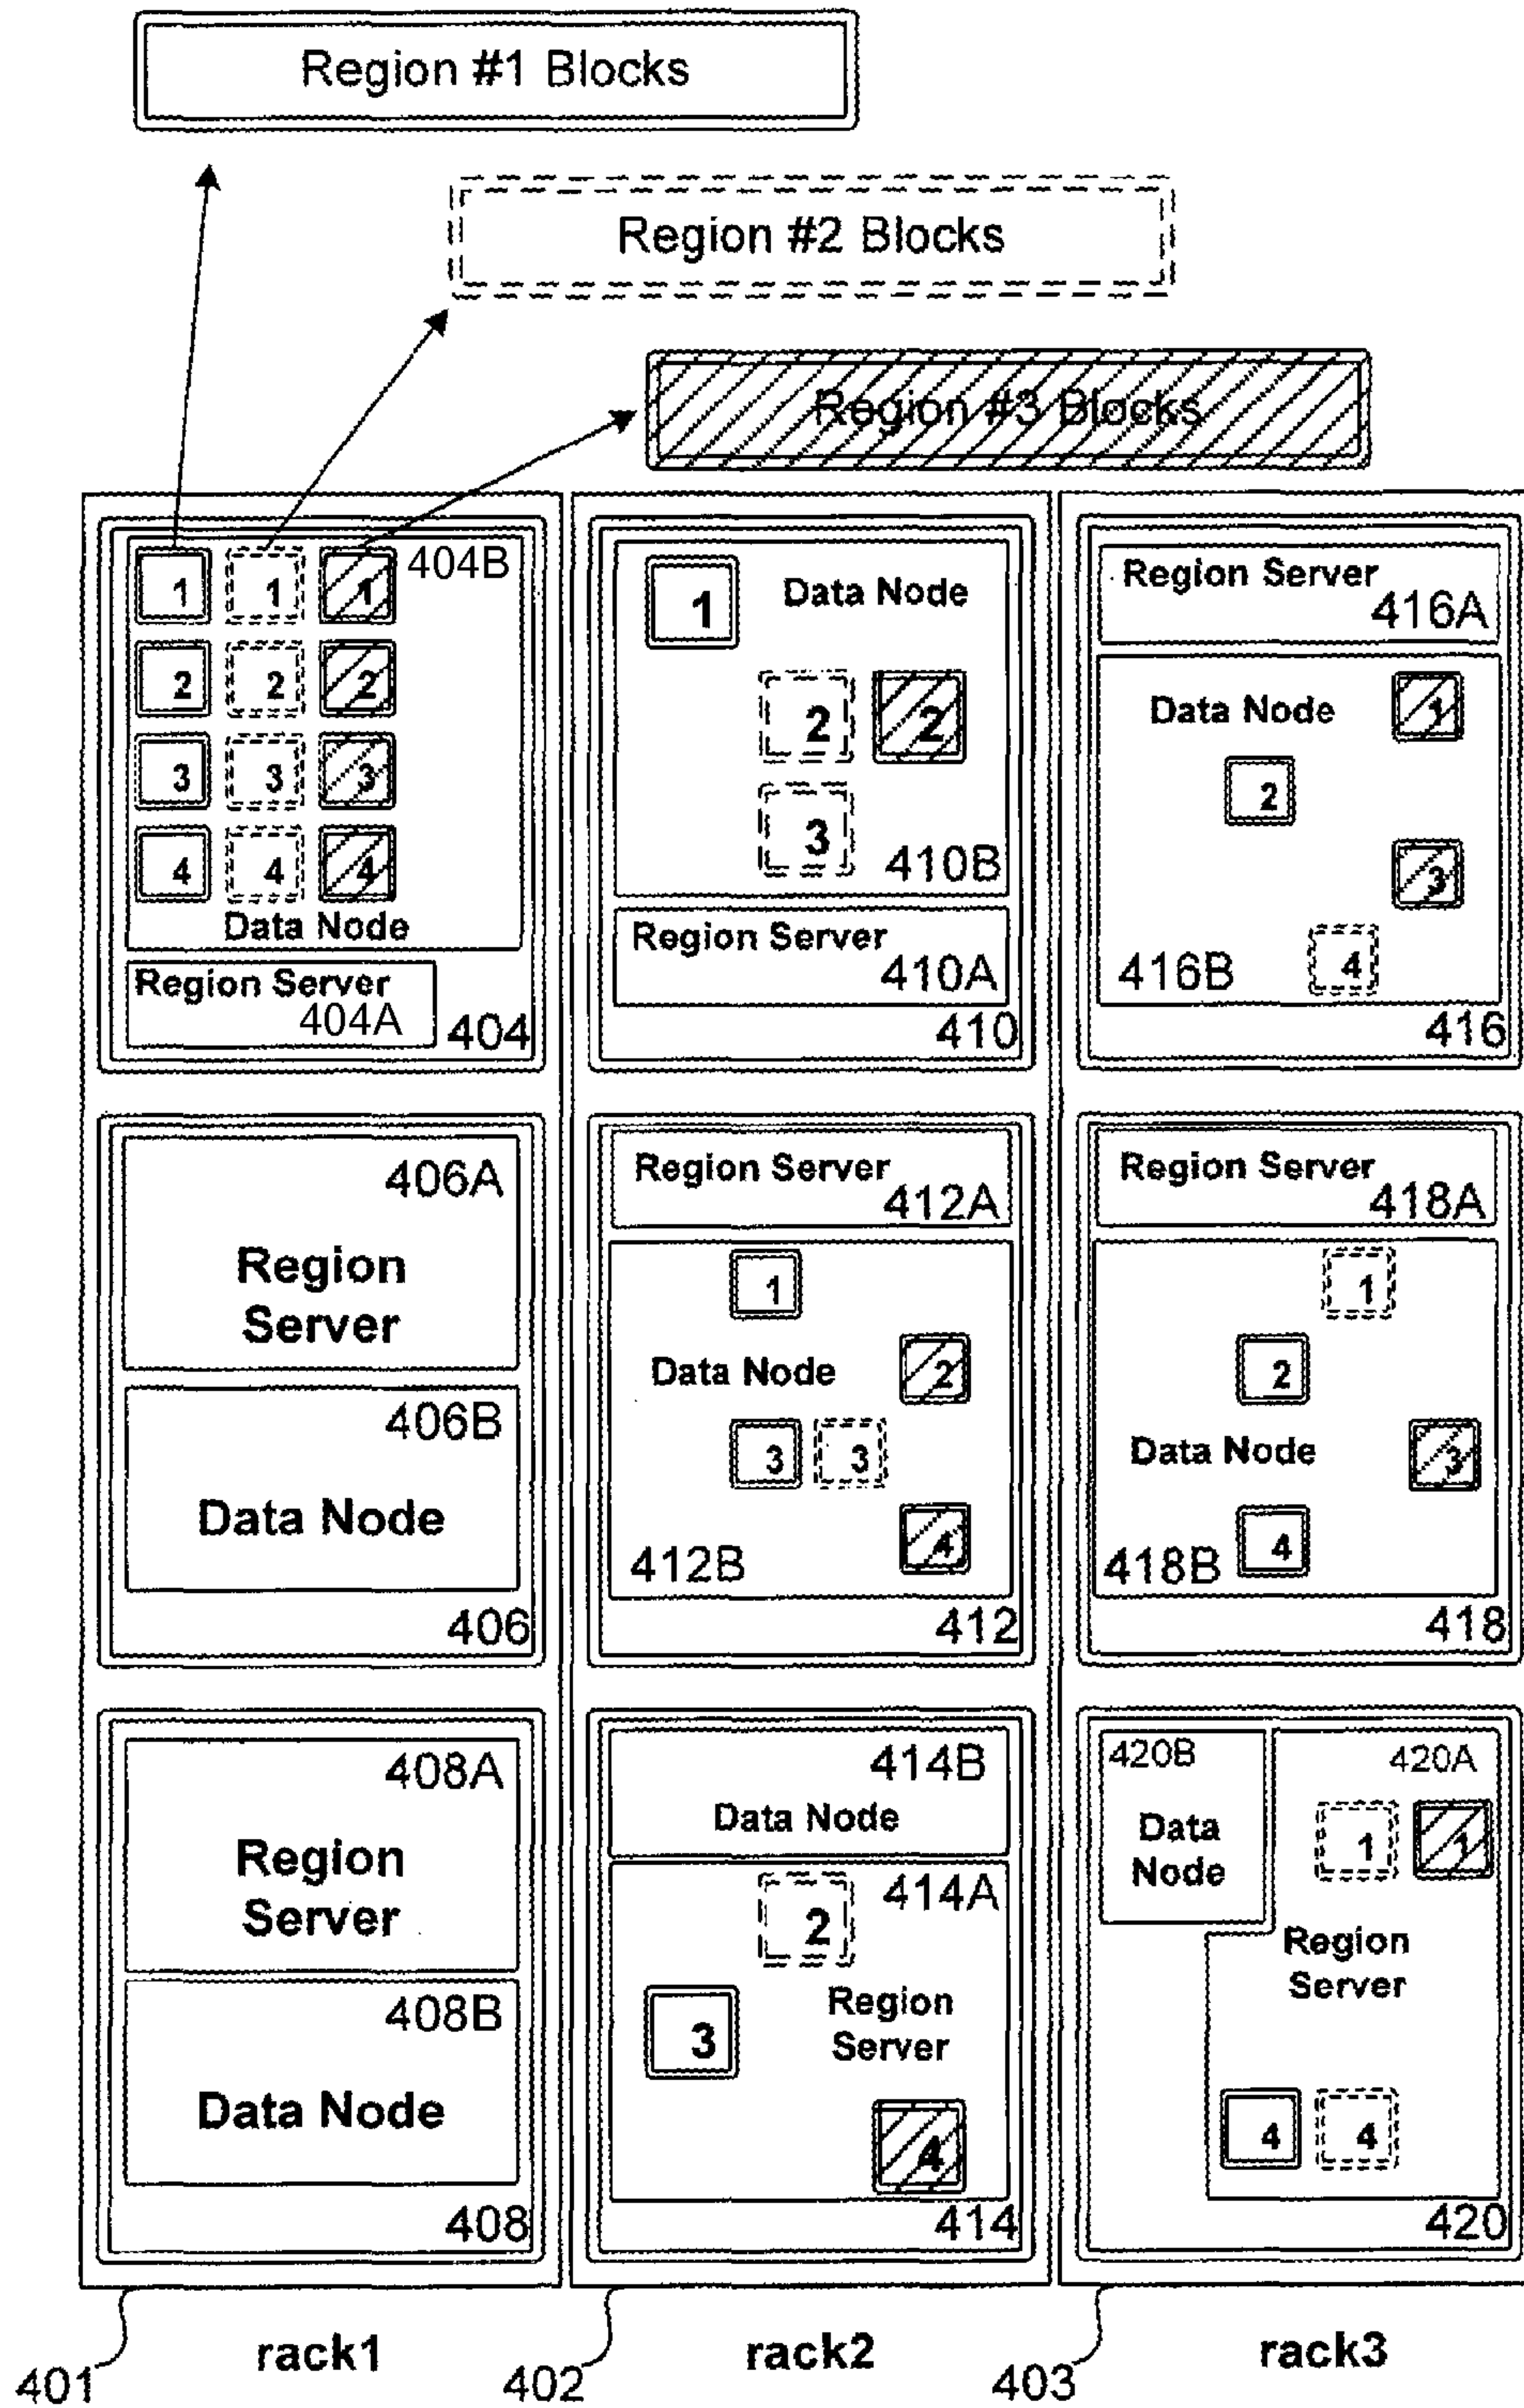 Region #1 Blocks
Region #2 Blocks
Region #3 Blocks
1 1 1 404B
2 2 2
3 3 3
4 4 4
Data Node
Region Server
404A
404
406A
Region
Server
406B
Data Node
406
408A
Region
Server
408B
Data Node
408
1 Data Node
2 2
3
410B
Region Server
410A
410
Region Server
412A
1
Data Node 2
3 3
412B 4
412
414B
Data Node
2 414A
3 Region
Server
4
414
Region Server
416A
Data Node 1
2
3
416B 4
416
Region Server
418A
1
2
Data Node 3
418B 4
418
420B 420A
Data
Node
1 1
Region
Server
4 4
420
401 rack1
402 rack2
403 rack3